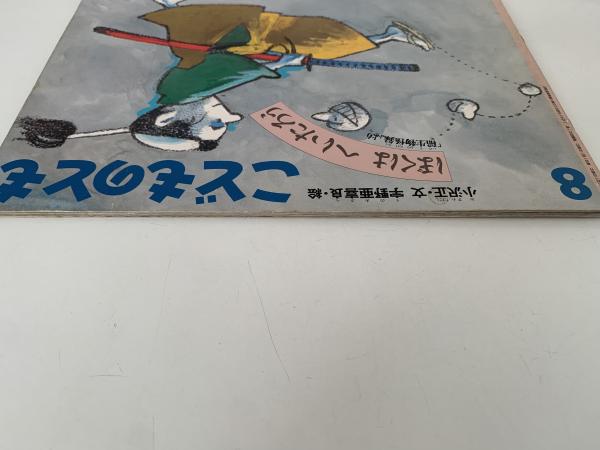 こどものとも
8
ぼくは へいたろう
「稲生物怪録」より
小沢正・文 宇野亜喜良・絵